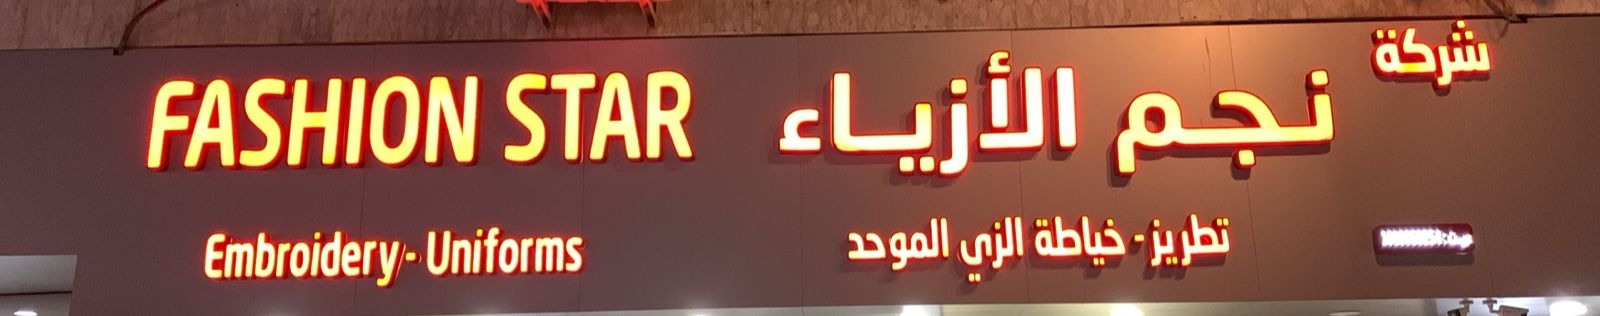 شركة
FASHION STAR
نجم الأزياء
Embroidery - Uniforms
تطريز - خياطة الزي الموحد